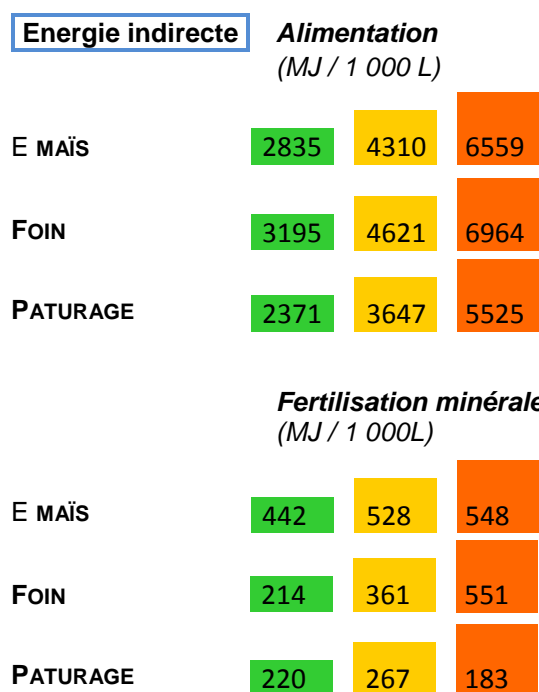 Energie indirecte Alimentation
(MJ / 1 000 L)
E MAÏS 2835 4310 6559
FOIN 3195 4621 6964
PATURAGE 2371 3647 5525
Fertilisation minérale
(MJ / 1 000L)
E MAÏS 442 528 548
FOIN 214 361 551
PATURAGE 220 267 183